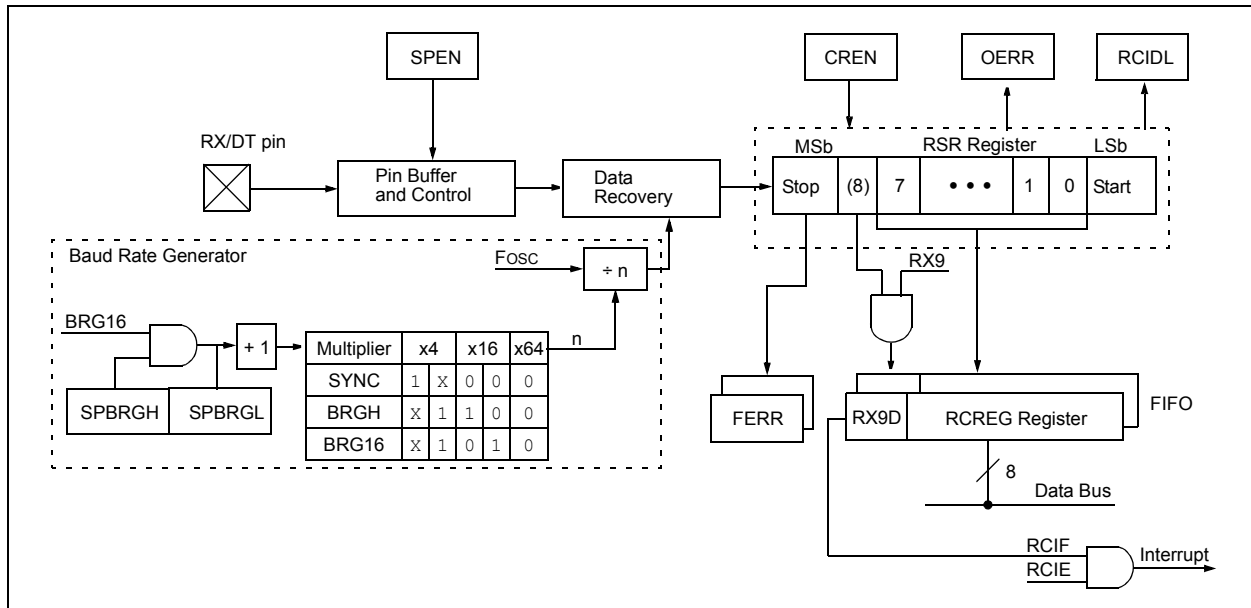 SPEN
CREN
OERR
RCIDL
RX/DT pin
Pin Buffer
and Control
Data
Recovery
MSb
RSR Register
LSb
Stop
(8)
7
• • •
1
0
Start
Baud Rate Generator
FOSC
÷ n
RX9
BRG16
+ 1
n
SPBRGH
SPBRGL
Multiplier x4 x16 x64
SYNC 1 X 0 0 0
BRGH X 1 1 0 0
BRG16 X 1 0 1 0
FERR
RX9D
RCREG Register
FIFO
8
Data Bus
RCIF
RCIE
Interrupt